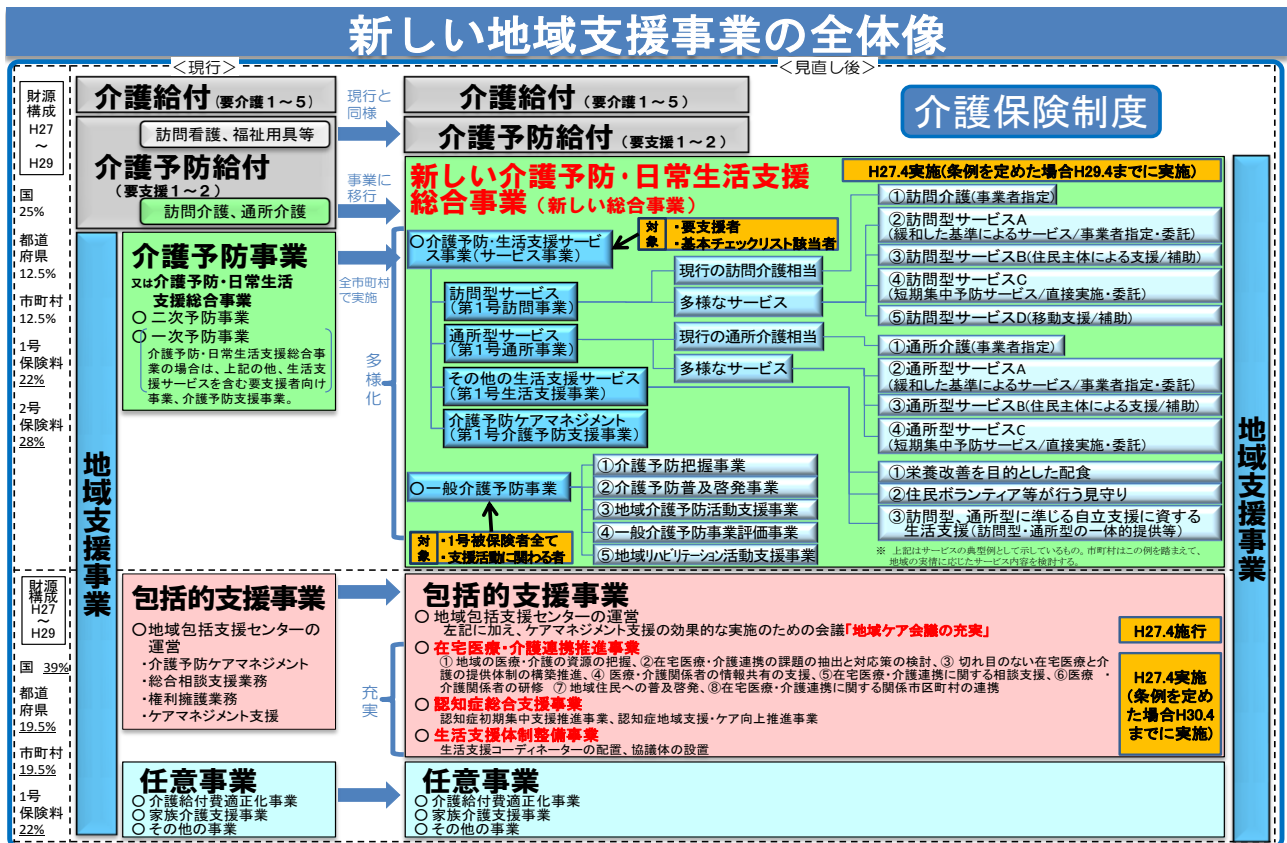 新しい地域支援事業の全体像
＜現行＞
＜見直し後＞
介護保険制度
財源
構成
H27
～
H29
国
25%
都道
府県
12.5%
市町村
12.5%
1号
保険料
22%
2号
保険料
28%
介護給付(要介護1～5)
現行と
同様
介護給付(要介護1～5)
訪問看護、福祉用具等
介護予防給付
(要支援1～2)
訪問介護、通所介護
介護予防給付(要支援1～2)
事業に
移行
地域支援事業
介護予防事業
又は介護予防・日常生活
支援総合事業
○ 二次予防事業
○ 一次予防事業
介護予防・日常生活支援総合事
業の場合は、上記の他、生活支
援サービスを含む要支援者向け
事業、介護予防支援事業。
全市町村
で実施
多様化
新しい介護予防・日常生活支援
総合事業(新しい総合事業)
H27.4実施(条例を定めた場合H29.4までに実施)
対象
・要支援者
・基本チェックリスト該当者
○介護予防・生活支援サービ
ス事業(サービス事業)
訪問型サービス
(第1号訪問事業)
通所型サービス
(第1号通所事業)
その他の生活支援サービス
(第1号生活支援事業)
介護予防ケアマネジメント
(第1号介護予防支援事業)
現行の訪問介護相当
多様なサービス
現行の通所介護相当
多様なサービス
①訪問介護(事業者指定)
②訪問型サービスA
(緩和した基準によるサービス/事業者指定・委託)
③訪問型サービスB(住民主体による支援/補助)
④訪問型サービスC
(短期集中予防サービス/直接実施・委託)
⑤訪問型サービスD(移動支援/補助)
①通所介護(事業者指定)
②通所型サービスA
(緩和した基準によるサービス/事業者指定・委託)
③通所型サービスB(住民主体による支援/補助)
④通所型サービスC
(短期集中予防サービス/直接実施・委託)
①栄養改善を目的とした配食
②住民ボランティア等が行う見守り
③訪問型、通所型に準じる自立支援に資する
生活支援(訪問型・通所型の一体的提供等)
※ 上記はサービスの典型例として示しているもの。市町村はこの例を踏まえて、
地域の実情に応じたサービス内容を検討する。
○一般介護予防事業
対象
・1号被保険者全て
・支援活動に関わる者
①介護予防把握事業
②介護予防普及啓発事業
③地域介護予防活動支援事業
④一般介護予防事業評価事業
⑤地域リハビリテーション活動支援事業
地域支援事業
財源
構成
H27
～
H29
国 39%
都道
府県
19.5%
市町村
19.5%
1号
保険料
22%
包括的支援事業
○地域包括支援センターの
運営
・介護予防ケアマネジメント
・総合相談支援業務
・権利擁護業務
・ケアマネジメント支援
充実
包括的支援事業
○ 地域包括支援センターの運営
左記に加え、ケアマネジメント支援の効果的な実施のための会議「地域ケア会議の充実」
○ 在宅医療・介護連携推進事業
① 地域の医療・介護の資源の把握、②在宅医療・介護連携の課題の抽出と対応策の検討、③ 切れ目のない在宅医療と介
護の提供体制の構築推進、④ 医療・介護関係者の情報共有の支援、⑤在宅医療・介護連携に関する相談支援、⑥医療 ・
介護関係者の研修 ⑦ 地域住民への普及啓発、⑧在宅医療・介護連携に関する関係市区町村の連携
○ 認知症総合支援事業
認知症初期集中支援推進事業、認知症地域支援・ケア向上推進事業
○ 生活支援体制整備事業
生活支援コーディネーターの配置、協議体の設置
H27.4施行
H27.4実施
(条例を定め
た場合H30.4
までに実施)
任意事業
○ 介護給付費適正化事業
○ 家族介護支援事業
○ その他の事業
任意事業
○ 介護給付費適正化事業
○ 家族介護支援事業
○ その他の事業